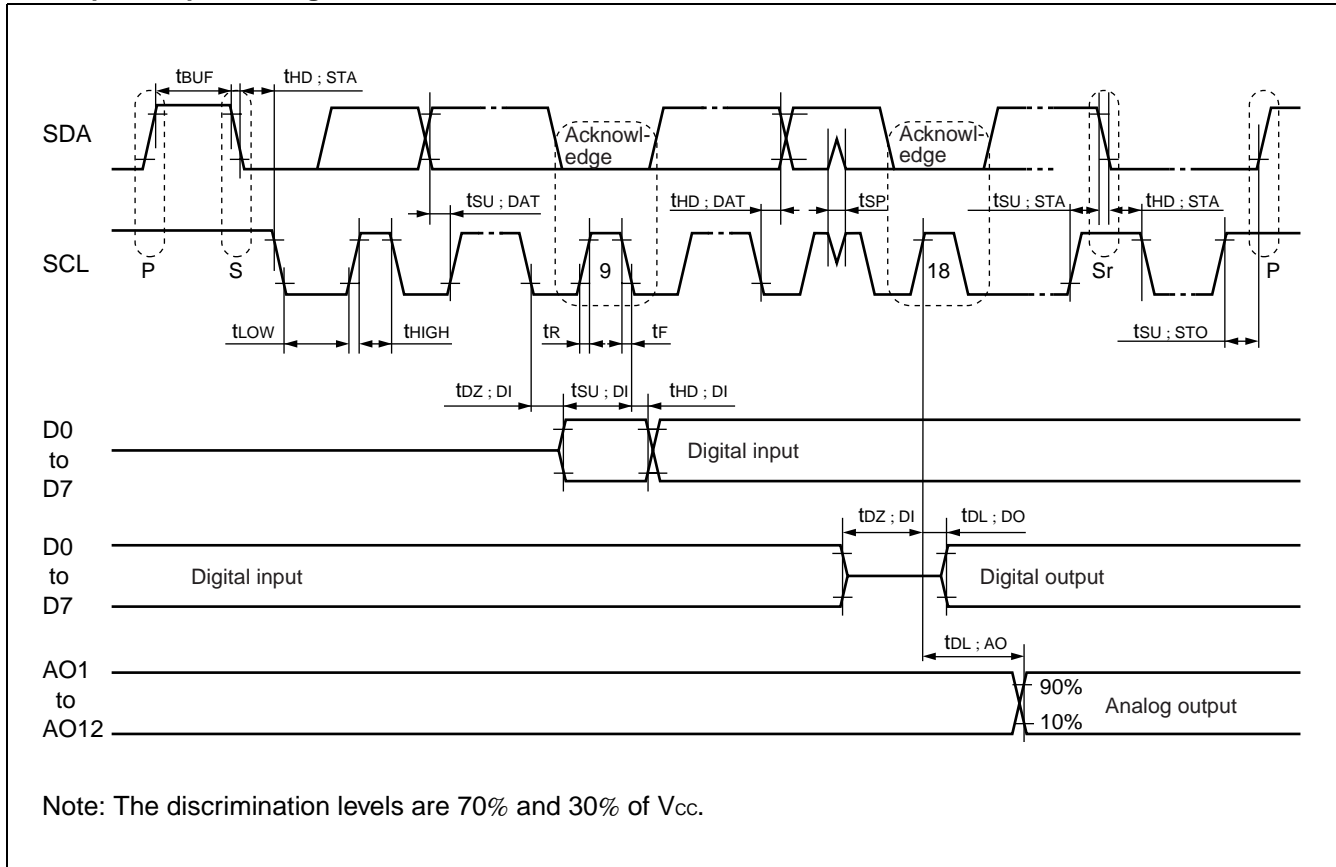 tBUF
tHD ; STA
SDA
Acknowl-
edge
Acknowl-
edge
tSU ; DAT
tHD ; DAT
tSP
tSU ; STA
tHD ; STA
SCL
P
S
9
18
Sr
P
tLOW
tHIGH
tR
tF
tSU ; STO
tDZ ; DI
tSU ; DI
tHD ; DI
D0
to
D7
Digital input
tDZ ; DI
tDL ; DO
D0
to
D7
Digital input
Digital output
tDL ; AO
AO1
to
AO12
90%
10%
Analog output
Note: The discrimination levels are 70% and 30% of Vcc.